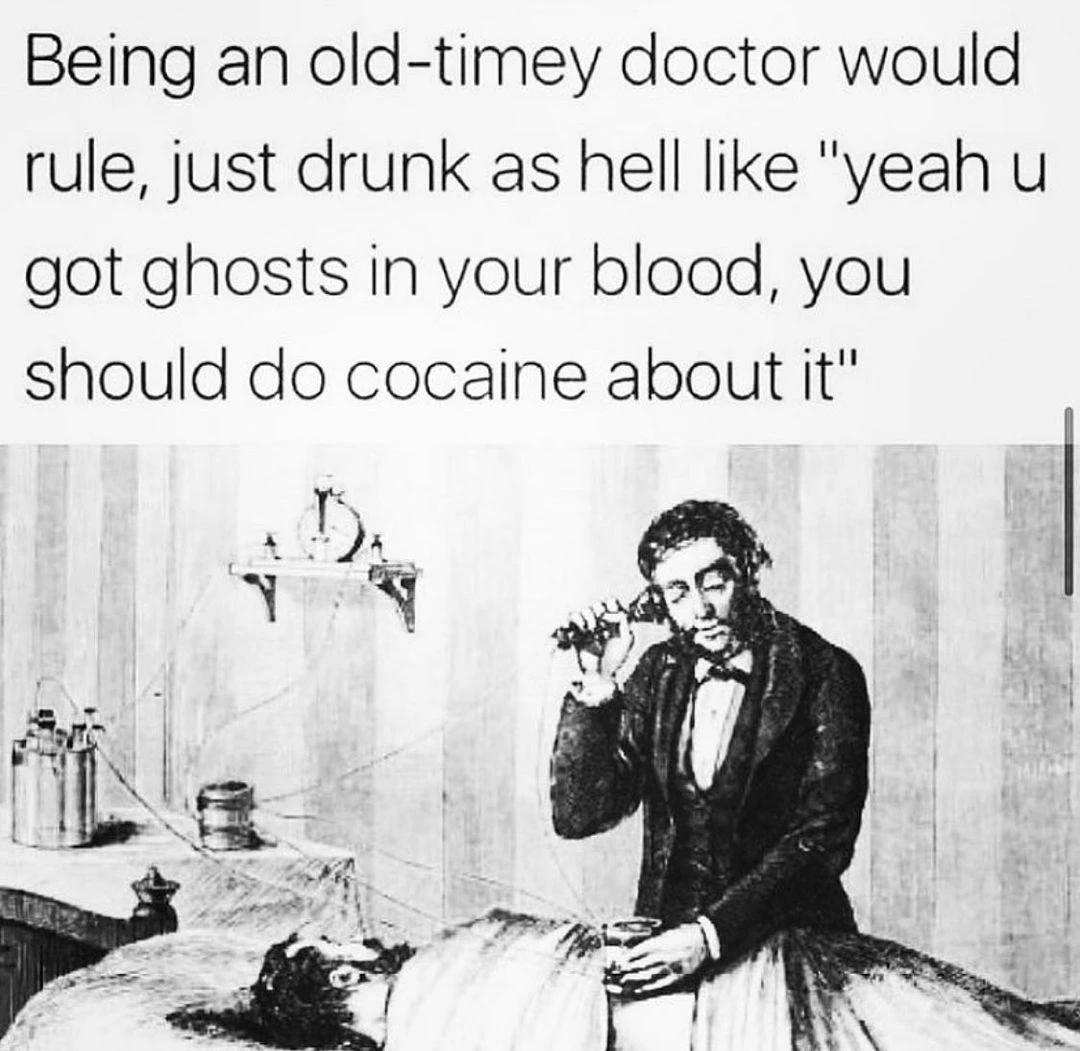 Being an old-timey doctor would
rule, just drunk as hell like "yeah u
got ghosts in your blood, you
should do cocaine about it"